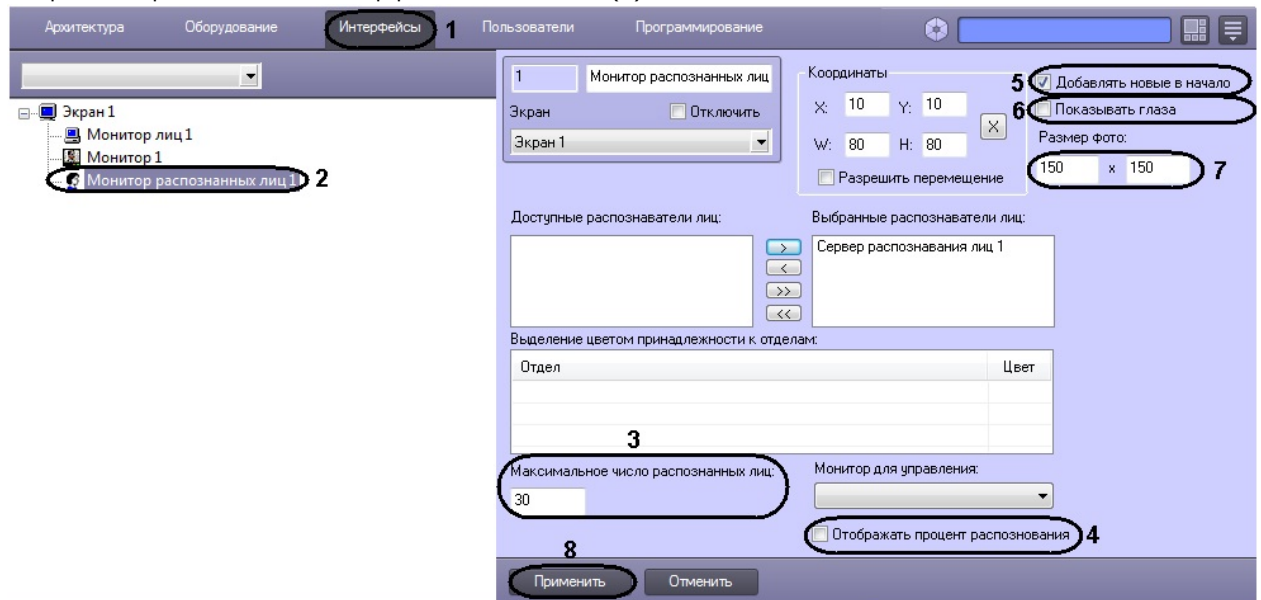 Архитектура Оборудование Интерфейсы 1 Пользователи Программирование
1 Монитор распознанных лиц
Экран Отключить
Экран 1
Координаты
X: 10 Y: 10
W: 80 H: 80
X
Разрешить перемещение
5 Добавлять новые в начало
6 Показывать глаза
Размер фото:
150 x 150 7
Экран 1
Монитор лиц 1
Монитор 1
Монитор распознанных лиц 1 2
Доступные распознаватели лиц:
Выбранные распознаватели лиц:
>
<
>>
<<
Сервер распознавания лиц 1
Выделение цветом принадлежности к отделам:
Отдел Цвет
3
Максимальное число распознанных лиц:
30
Монитор для управления:
Отображать процент распознования 4
8
Применить Отменить